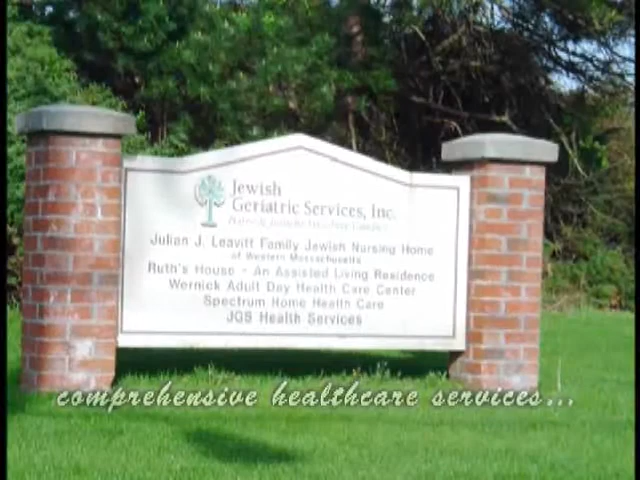 Jewish
Geriatric Services, Inc.
Julian J. Leavitt Family Jewish Nursing Home
of Western Massachusetts
Ruth's House - An Assisted Living Residence
Wernick Adult Day Health Care Center
Spectrum Home Health Care
JGS Health Services
comprehensive healthcare services...